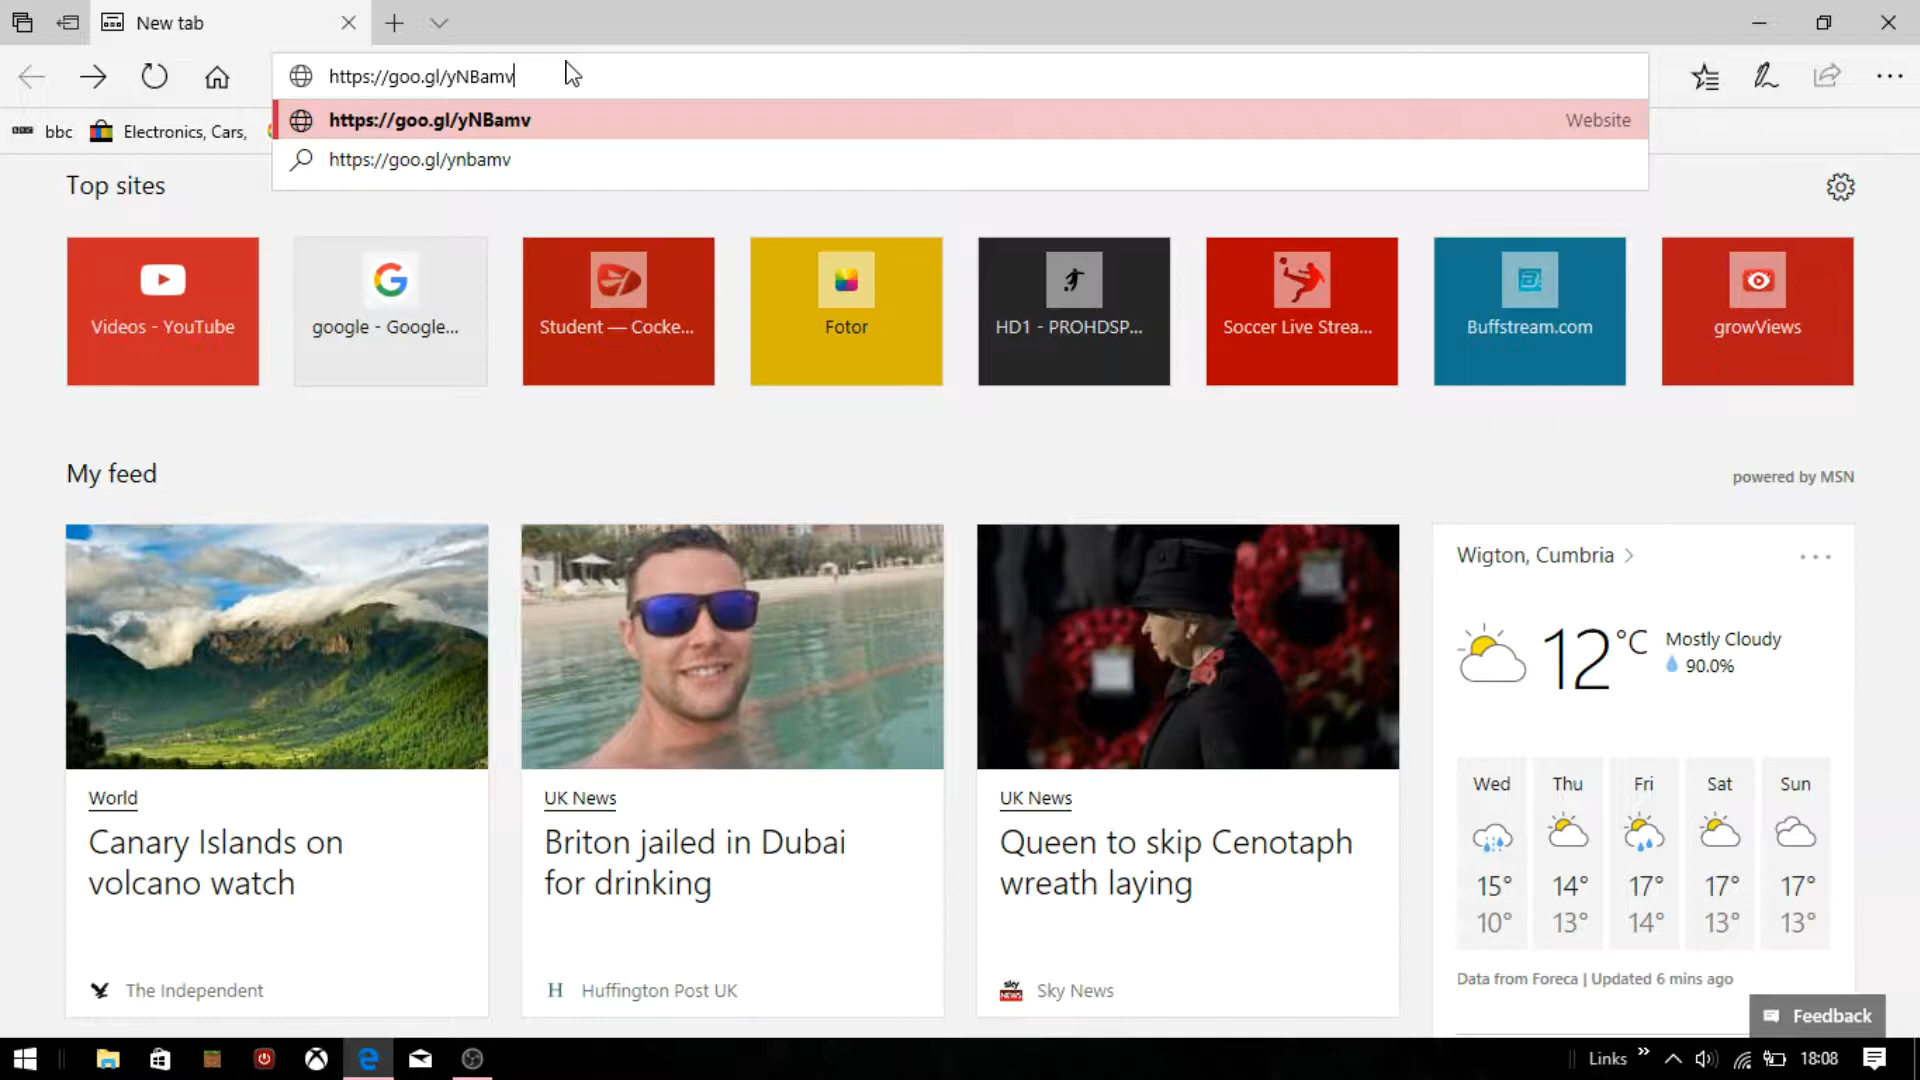 New tab
https://goo.gl/yNBamv
https://goo.gl/yNBamv Website
https://goo.gl/ynbamv
BBC bbc Electronics, Cars,
Top sites
Videos - YouTube
google - Google...
Student — Cocke...
Fotor
HD1 - PROHDSP...
Soccer Live Strea...
Buffstream.com
growViews
My feed
powered by MSN
World
Canary Islands on
volcano watch
The Independent
UK News
Briton jailed in Dubai
for drinking
H Huffington Post UK
UK News
Queen to skip Cenotaph
wreath laying
sky NEWS Sky News
Wigton, Cumbria
12°C
Mostly Cloudy
90.0%
Wed Thu Fri Sat Sun
15° 14° 17° 17° 17°
10° 13° 14° 13° 13°
Data from Foreca | Updated 6 mins ago
Feedback
Links 18:08